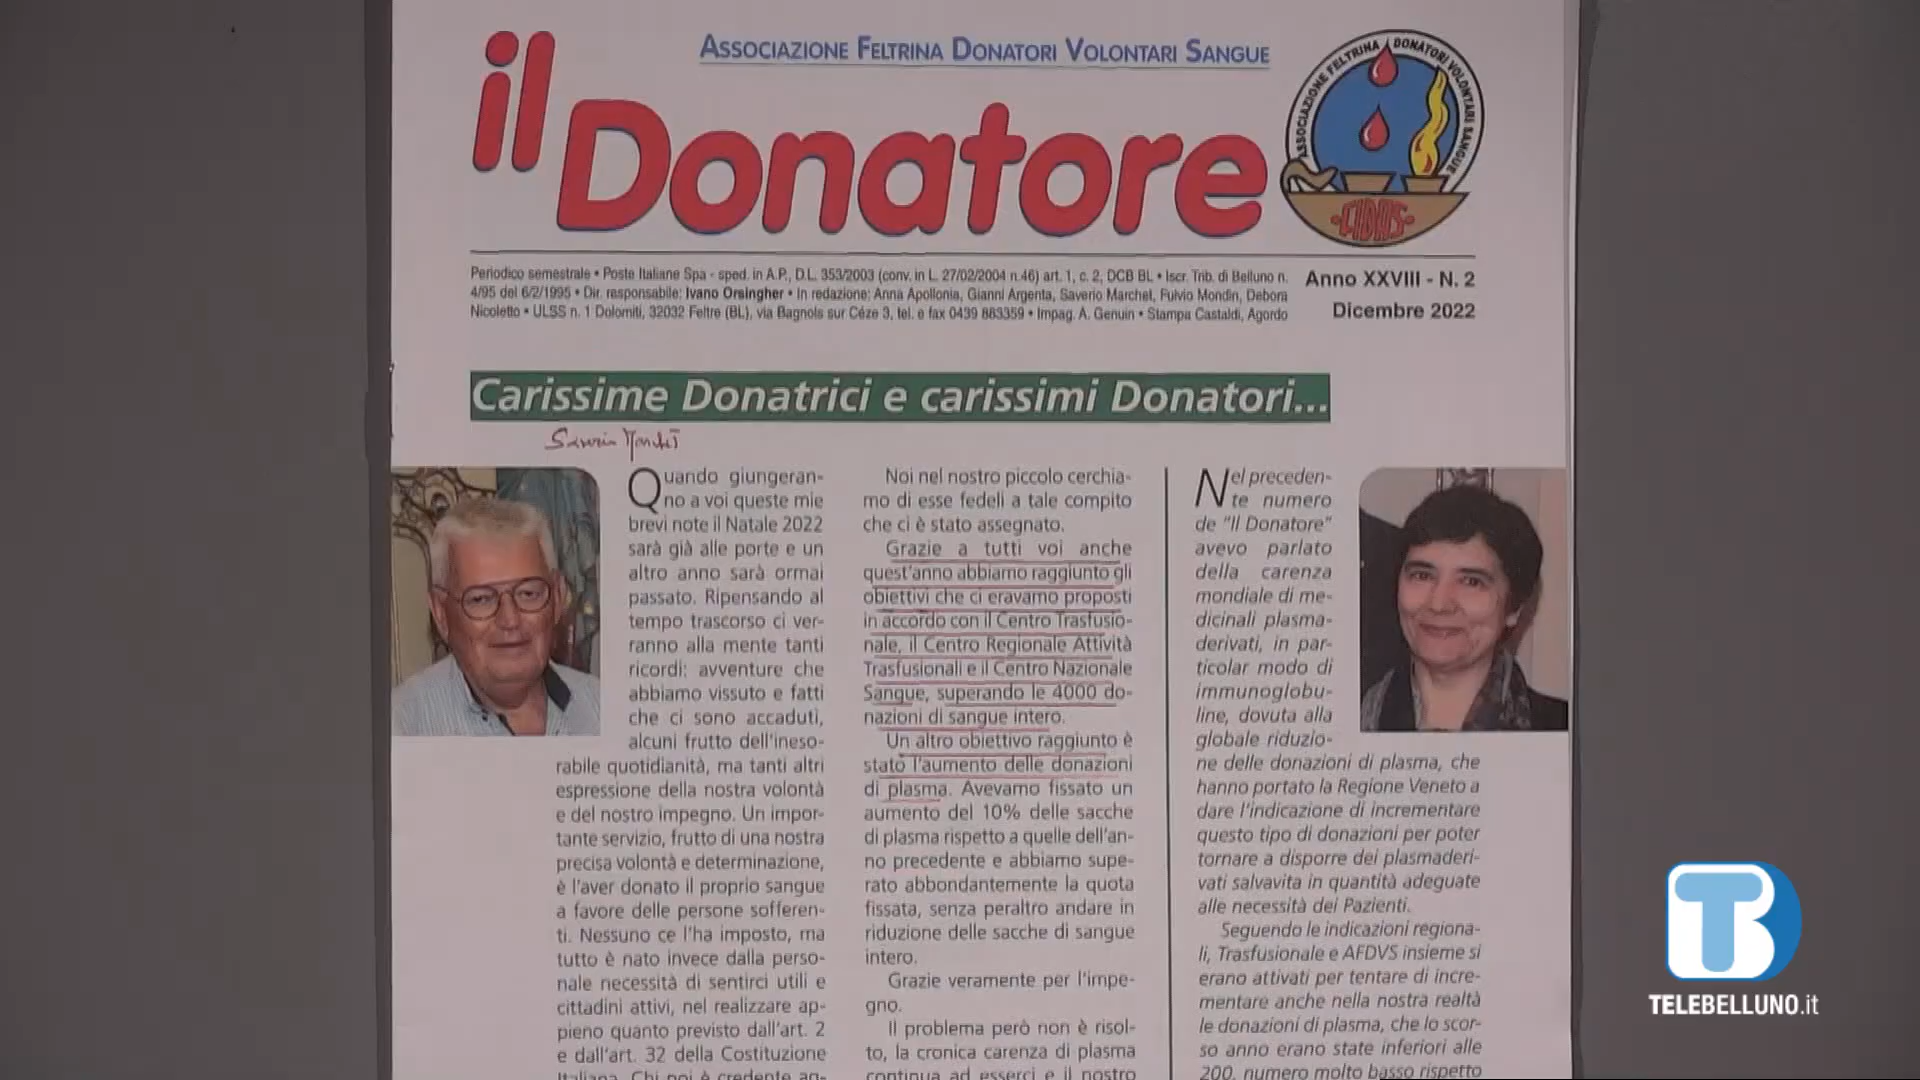 ASSOCIAZIONE FELTRINA DONATORI VOLONTARI SANGUE
il Donatore
ASSOCIAZIONE FELTRINA DONATORI VOLONTARI SANGUE
FIDAS
Periodico semestrale • Poste Italiane Spa - sped. in A.P., D.L. 353/2003 (conv. in L. 27/02/2004 n.46) art. 1, c. 2, DCB BL • Iscr. Trib. di Belluno n.
4/95 del 6/2/1995 • Dir. responsabile: Ivano Orsingher • In redazione: Anna Apollonia, Gianni Argenta, Saverio Marchet, Fulvio Mondin, Debora
Nicoletto • ULSS n. 1 Dolomiti, 32032 Feltre (BL), via Bagnols sur Céze 3, tel. e fax 0439 883359 • Impag. A. Genuin • Stampa Castaldi, Agordo
Anno XXVIII - N. 2
Dicembre 2022
Carissime Donatrici e carissimi Donatori...
Quando giungeran-
no a voi queste mie
brevi note il Natale 2022
sarà già alle porte e un
altro anno sarà ormai
passato. Ripensando al
tempo trascorso ci ver-
ranno alla mente tanti
ricordi: avventure che
abbiamo vissuto e fatti
che ci sono accaduti,
alcuni frutto dell'ineso-
rabile quotidianità, ma tanti altri
espressione della nostra volontà
e del nostro impegno. Un impor-
tante servizio, frutto di una nostra
precisa volontà e determinazione,
è l'aver donato il proprio sangue
a favore delle persone sofferen-
ti. Nessuno ce l'ha imposto, ma
tutto è nato invece dalla perso-
nale necessità di sentirci utili e
cittadini attivi, nel realizzare ap-
pieno quanto previsto dall'art. 2
e dall'art. 32 della Costituzione
Italiana. Chi poi è credente an-
Noi nel nostro piccolo cerchia-
mo di esse fedeli a tale compito
che ci è stato assegnato.
Grazie a tutti voi anche
quest'anno abbiamo raggiunto gli
obiettivi che ci eravamo proposti
in accordo con il Centro Trasfusio-
nale, il Centro Regionale Attività
Trasfusionali e il Centro Nazionale
Sangue, superando le 4000 do-
nazioni di sangue intero.
Un altro obiettivo raggiunto è
stato l'aumento delle donazioni
di plasma. Avevamo fissato un
aumento del 10% delle sacche
di plasma rispetto a quelle dell'an-
no precedente e abbiamo supe-
rato abbondantemente la quota
fissata, senza peraltro andare in
riduzione delle sacche di sangue
intero.
Grazie veramente per l'impe-
gno.
Il problema però non è risol-
to, la cronica carenza di plasma
continua ad esserci e il nostro
Nel preceden-
te numero
de "Il Donatore"
avevo parlato
della carenza
mondiale di me-
dicinali plasma-
derivati, in par-
ticolar modo di
immunoglobu-
line, dovuta alla
globale riduzio-
ne delle donazioni di plasma, che
hanno portato la Regione Veneto a
dare l'indicazione di incrementare
questo tipo di donazioni per poter
tornare a disporre dei plasmaderi-
vati salvavita in quantità adeguate
alle necessità dei Pazienti.
Seguendo le indicazioni regiona-
li, Trasfusionale e AFDVS insieme si
erano attivati per tentare di incre-
mentare anche nella nostra realtà
le donazioni di plasma, che lo scor-
so anno erano state inferiori alle
200, numero molto basso rispetto
TB
TELEBELLUNO.it